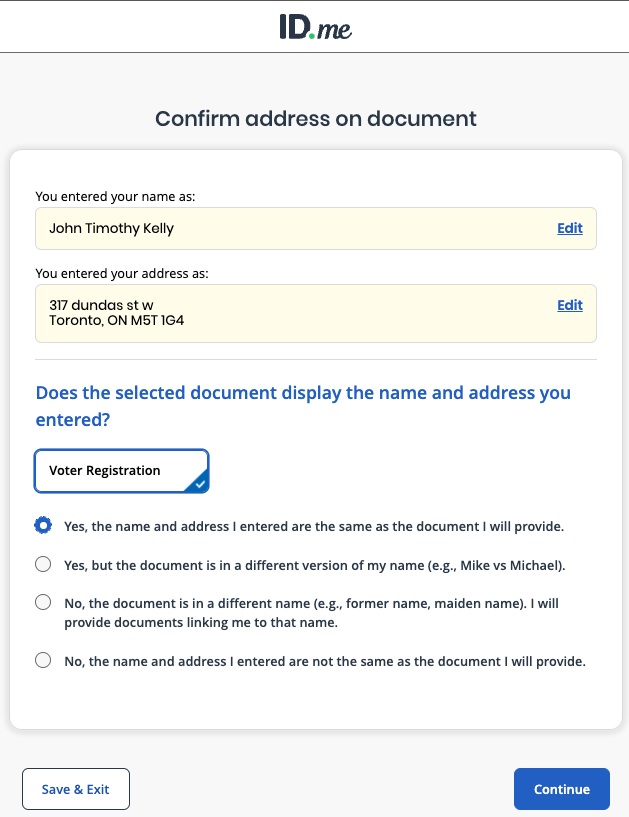 ID.me
Confirm address on document
You entered your name as:
John Timothy Kelly
Edit
You entered your address as:
317 dundas st w
Edit
Toronto, ON M5T 1G4
Does the selected document display the name and address you
entered?
Voter Registration
Yes, the name and address I entered are the same as the document I will provide.
Yes, but the document is in a different version of my name (e.g., Mike vs Michael).
No, the document is in a different name (e.g., former name, maiden name). I will
provide documents linking me to that name.
No, the name and address I entered are not the same as the document I will provide.
Save & Exit
Continue